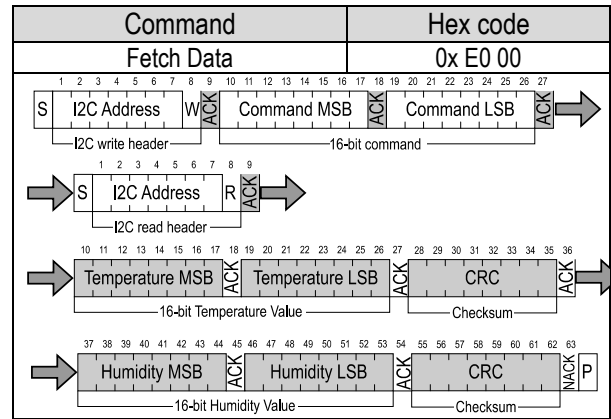 Command Hex code
Fetch Data 0x E0 00
1 2 3 4 5 6 7 8 9 10 11 12 13 14 15 16 17 18 19 20 21 22 23 24 25 26 27
S I2C Address W ACK Command MSB ACK Command LSB ACK
I2C write header 16-bit command
1 2 3 4 5 6 7 8 9
S I2C Address R ACK
I2C read header
10 11 12 13 14 15 16 17 18 19 20 21 22 23 24 25 26 27 28 29 30 31 32 33 34 35 36
Temperature MSB ACK Temperature LSB ACK CRC ACK
16-bit Temperature Value Checksum
37 38 39 40 41 42 43 44 45 46 47 48 49 50 51 52 53 54 55 56 57 58 59 60 61 62 63
Humidity MSB ACK Humidity LSB ACK CRC NACK P
16-bit Humidity Value Checksum